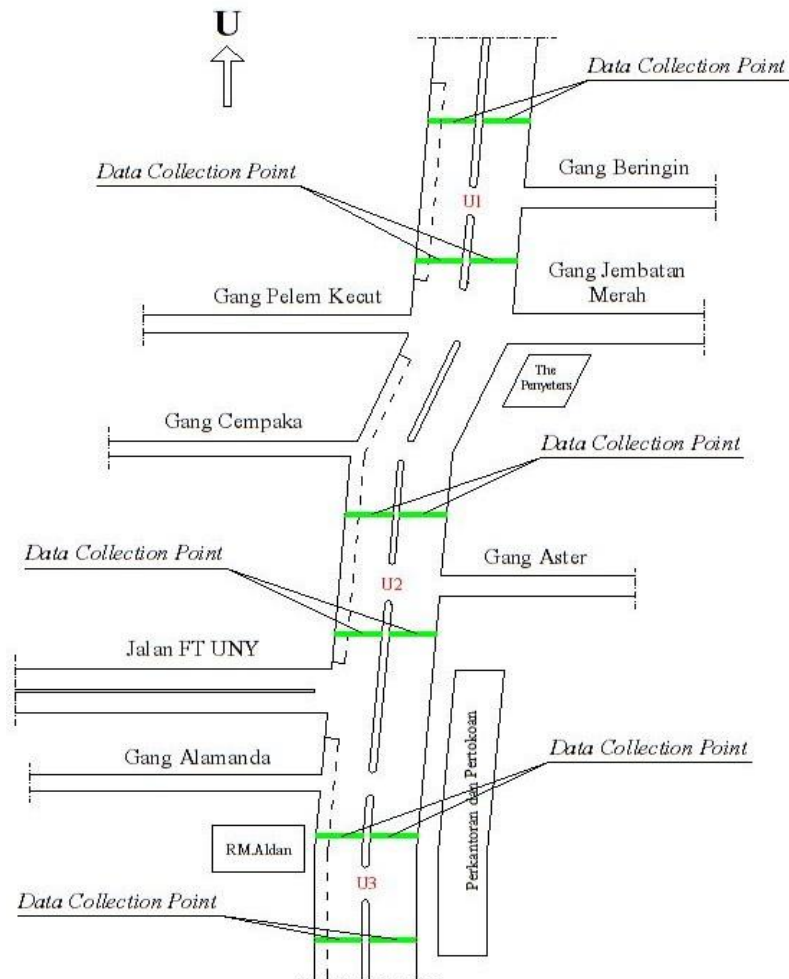 U
Data Collection Point
Data Collection Point
Gang Beringin
U1
Gang Pelem Kecut
Gang Jembatan
Merah
The
Penyeters
Gang Cempaka
Data Collection Point
Data Collection Point
Gang Aster
U2
Jalan FT UNY
Perkantoran dan Pertokoan
Gang Alamanda
Data Collection Point
RM.Aldan
U3
Data Collection Point